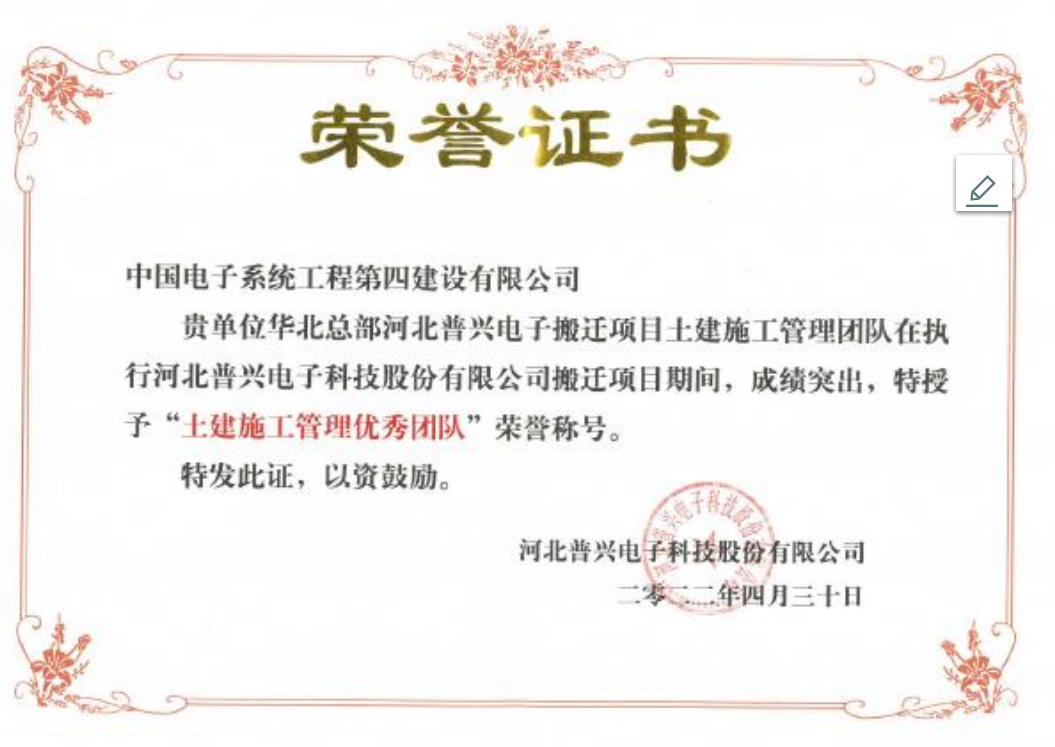 荣誉证书
中国电子系统工程第四建设有限公司
贵单位华北总部河北普兴电子搬迁项目土建施工管理团队在执
行河北普兴电子科技股份有限公司搬迁项目期间，成绩突出，特授
予“土建施工管理优秀团队”荣誉称号。
特发此证，以资鼓励。
河北普兴电子科技股份有限公司
二零二二年四月三十日